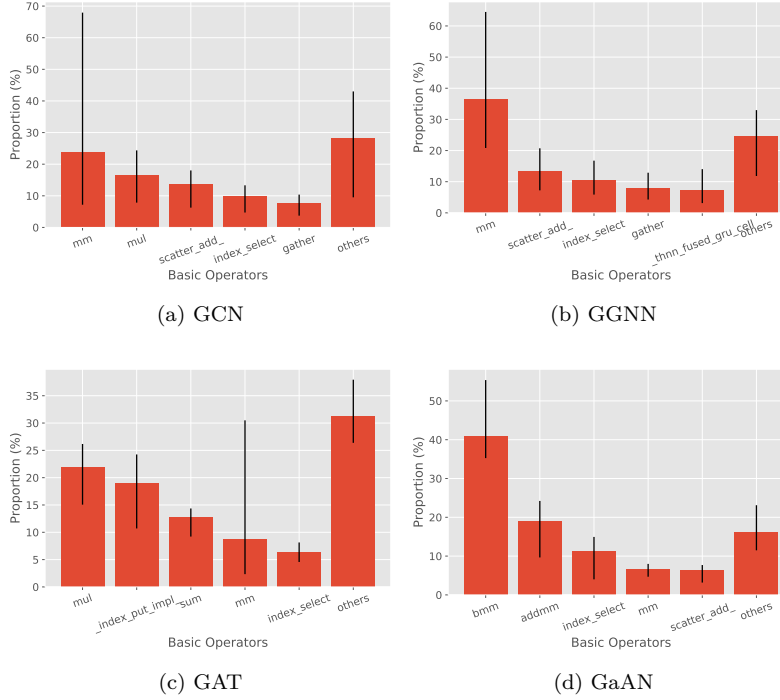 70
60
50
40
30
20
10
0
Proportion (%)
mm
mul
scatter_add_
index_select
gather
others
Basic Operators
(a) GCN
60
50
40
30
20
10
0
Proportion (%)
mm
scatter_add_
index_select
gather
_thnn_fused_gru_cell
others
Basic Operators
(b) GGNN
35
30
25
20
15
10
5
0
Proportion (%)
mul
_index_put_impl_
sum
mm
index_select
others
Basic Operators
(c) GAT
50
40
30
20
10
0
Proportion (%)
bmm
addmm
index_select
mm
scatter_add_
others
Basic Operators
(d) GaAN